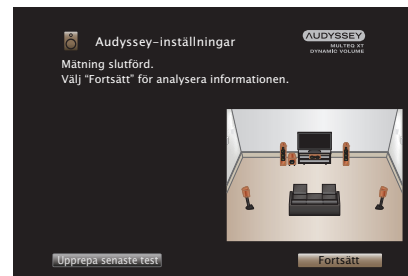 Audyssey-inställningar
AUDYSSEY
MULTEQ XT
DYNAMIC VOLUME
Mätning slutförd.
Välj “Fortsätt” för analysera informationen.
Upprepa senaste test
Fortsätt